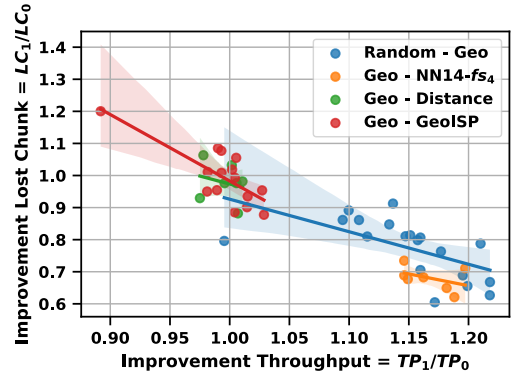 Improvement Lost Chunk = LC₁/LC₀
1.4
1.3
1.2
1.1
1.0
0.9
0.8
0.7
0.6
Random - Geo
Geo - NN14-fs₄
Geo - Distance
Geo - GeoISP
0.90 0.95 1.00 1.05 1.10 1.15 1.20
Improvement Throughput = TP₁/TP₀